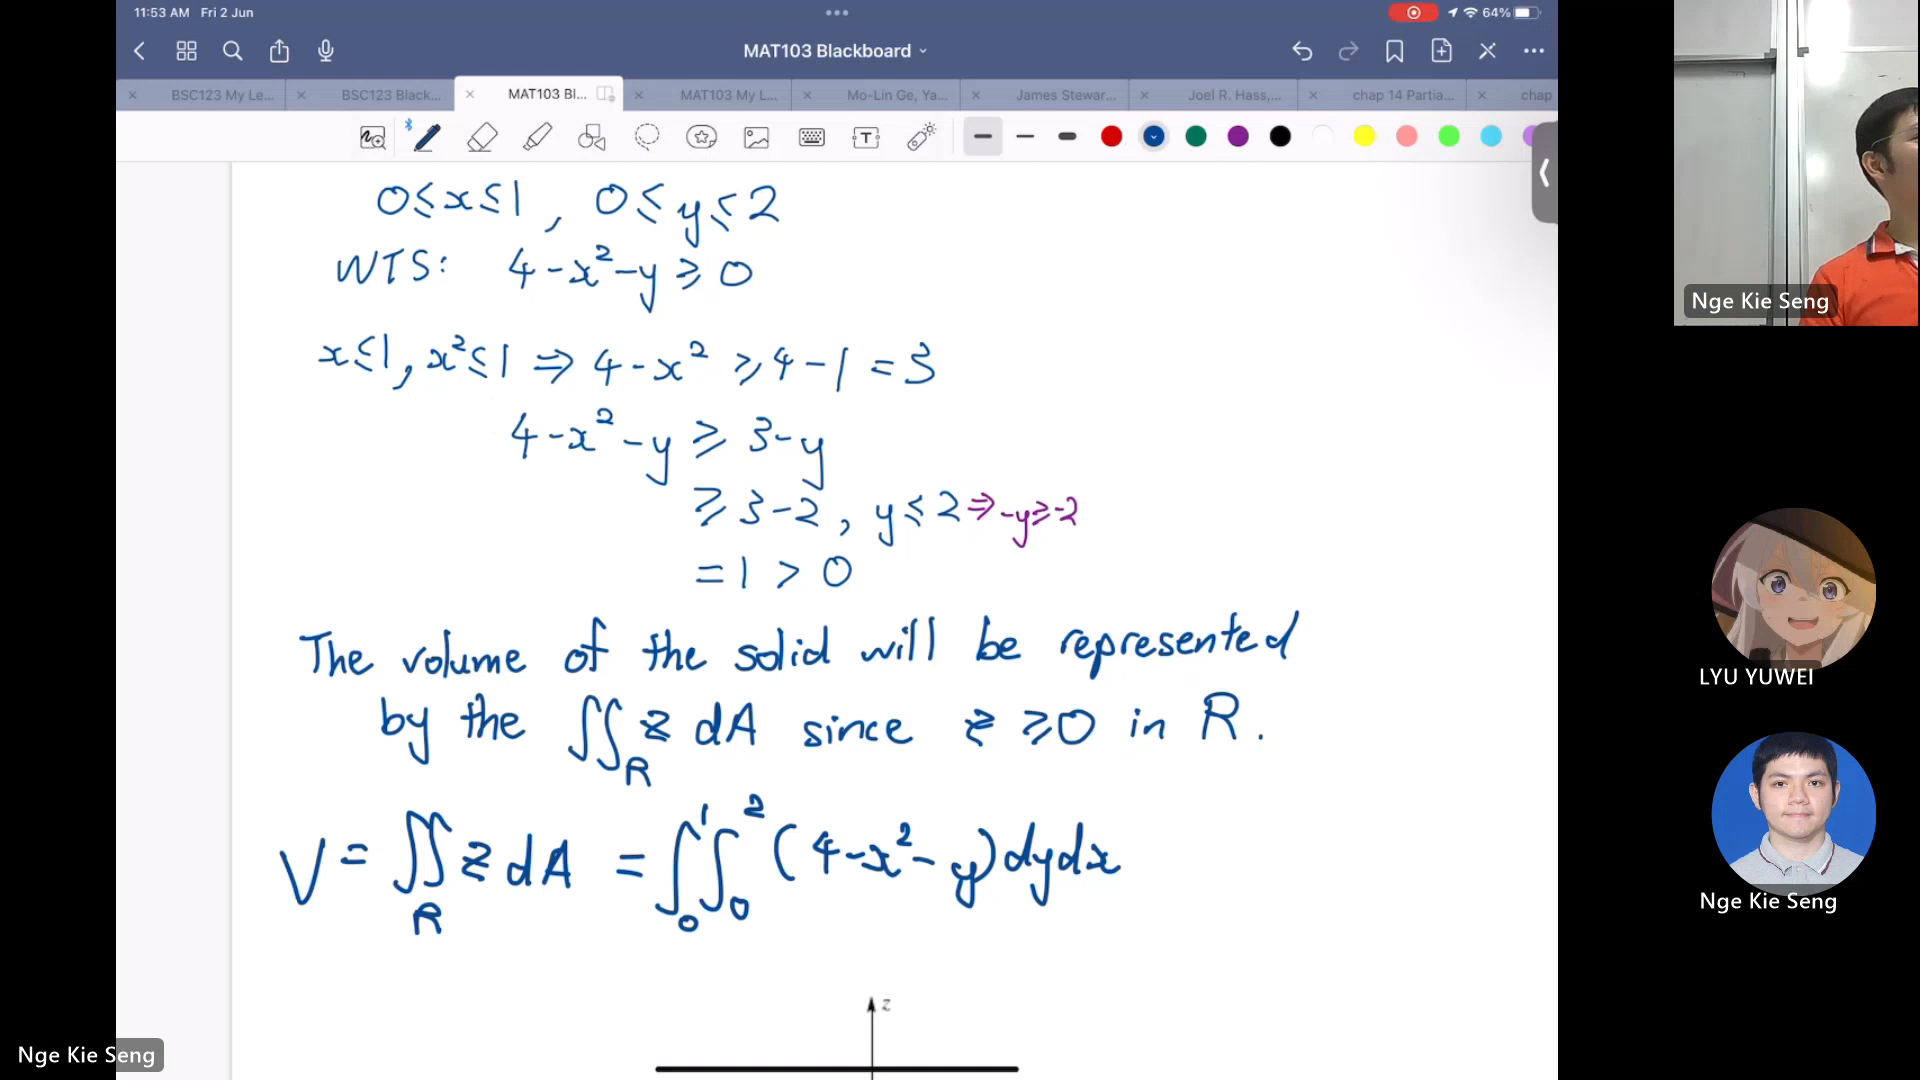 11:53 AM Fri 2 Jun
64%
MAT103 Blackboard
BSC123 My Le...
BSC123 Black...
MAT103 Bl...
MAT103 My L...
Mo-Lin Ge, Ya...
James Stewar...
Joel R. Hass,...
chap 14 Partia...
chap
0≤x≤1, 0≤y≤2
WTS: 4-x²-y ≥ 0
x≤1, x²≤1 ⇒ 4-x² ≥ 4-1 = 3
4-x²-y ≥ 3-y
≥ 3-2, y≤2 ⇒ -y≥-2
= 1 > 0
The volume of the solid will be represented
by the ∬_R z dA since z ≥ 0 in R.
V = ∬_R z dA = ∫_0^1 ∫_0^2 (4-x²-y) dy dx
z
Nge Kie Seng
LYU YUWEI
Nge Kie Seng
Nge Kie Seng